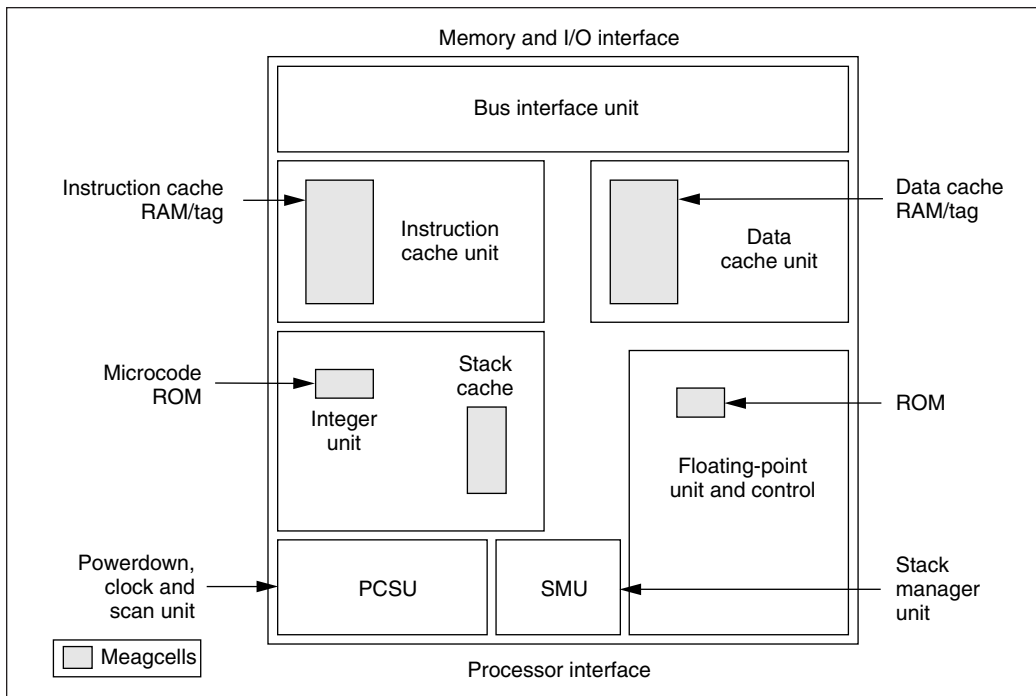 Memory and I/O interface
Bus interface unit
Instruction cache
RAM/tag
Instruction
cache unit
Data
cache unit
Data cache
RAM/tag
Microcode
ROM
Integer
unit
Stack
cache
ROM
Floating-point
unit and control
Powerdown,
clock and
scan unit
PCSU
SMU
Stack
manager
unit
Meagcells
Processor interface